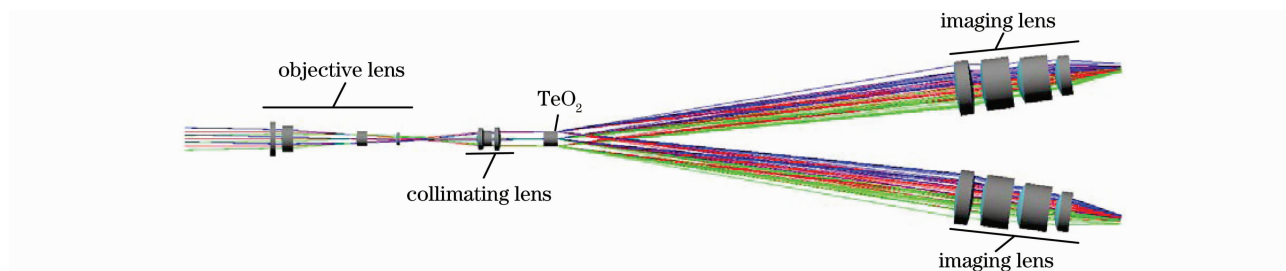 imaging lens
objective lens
TeO₂
collimating lens
imaging lens